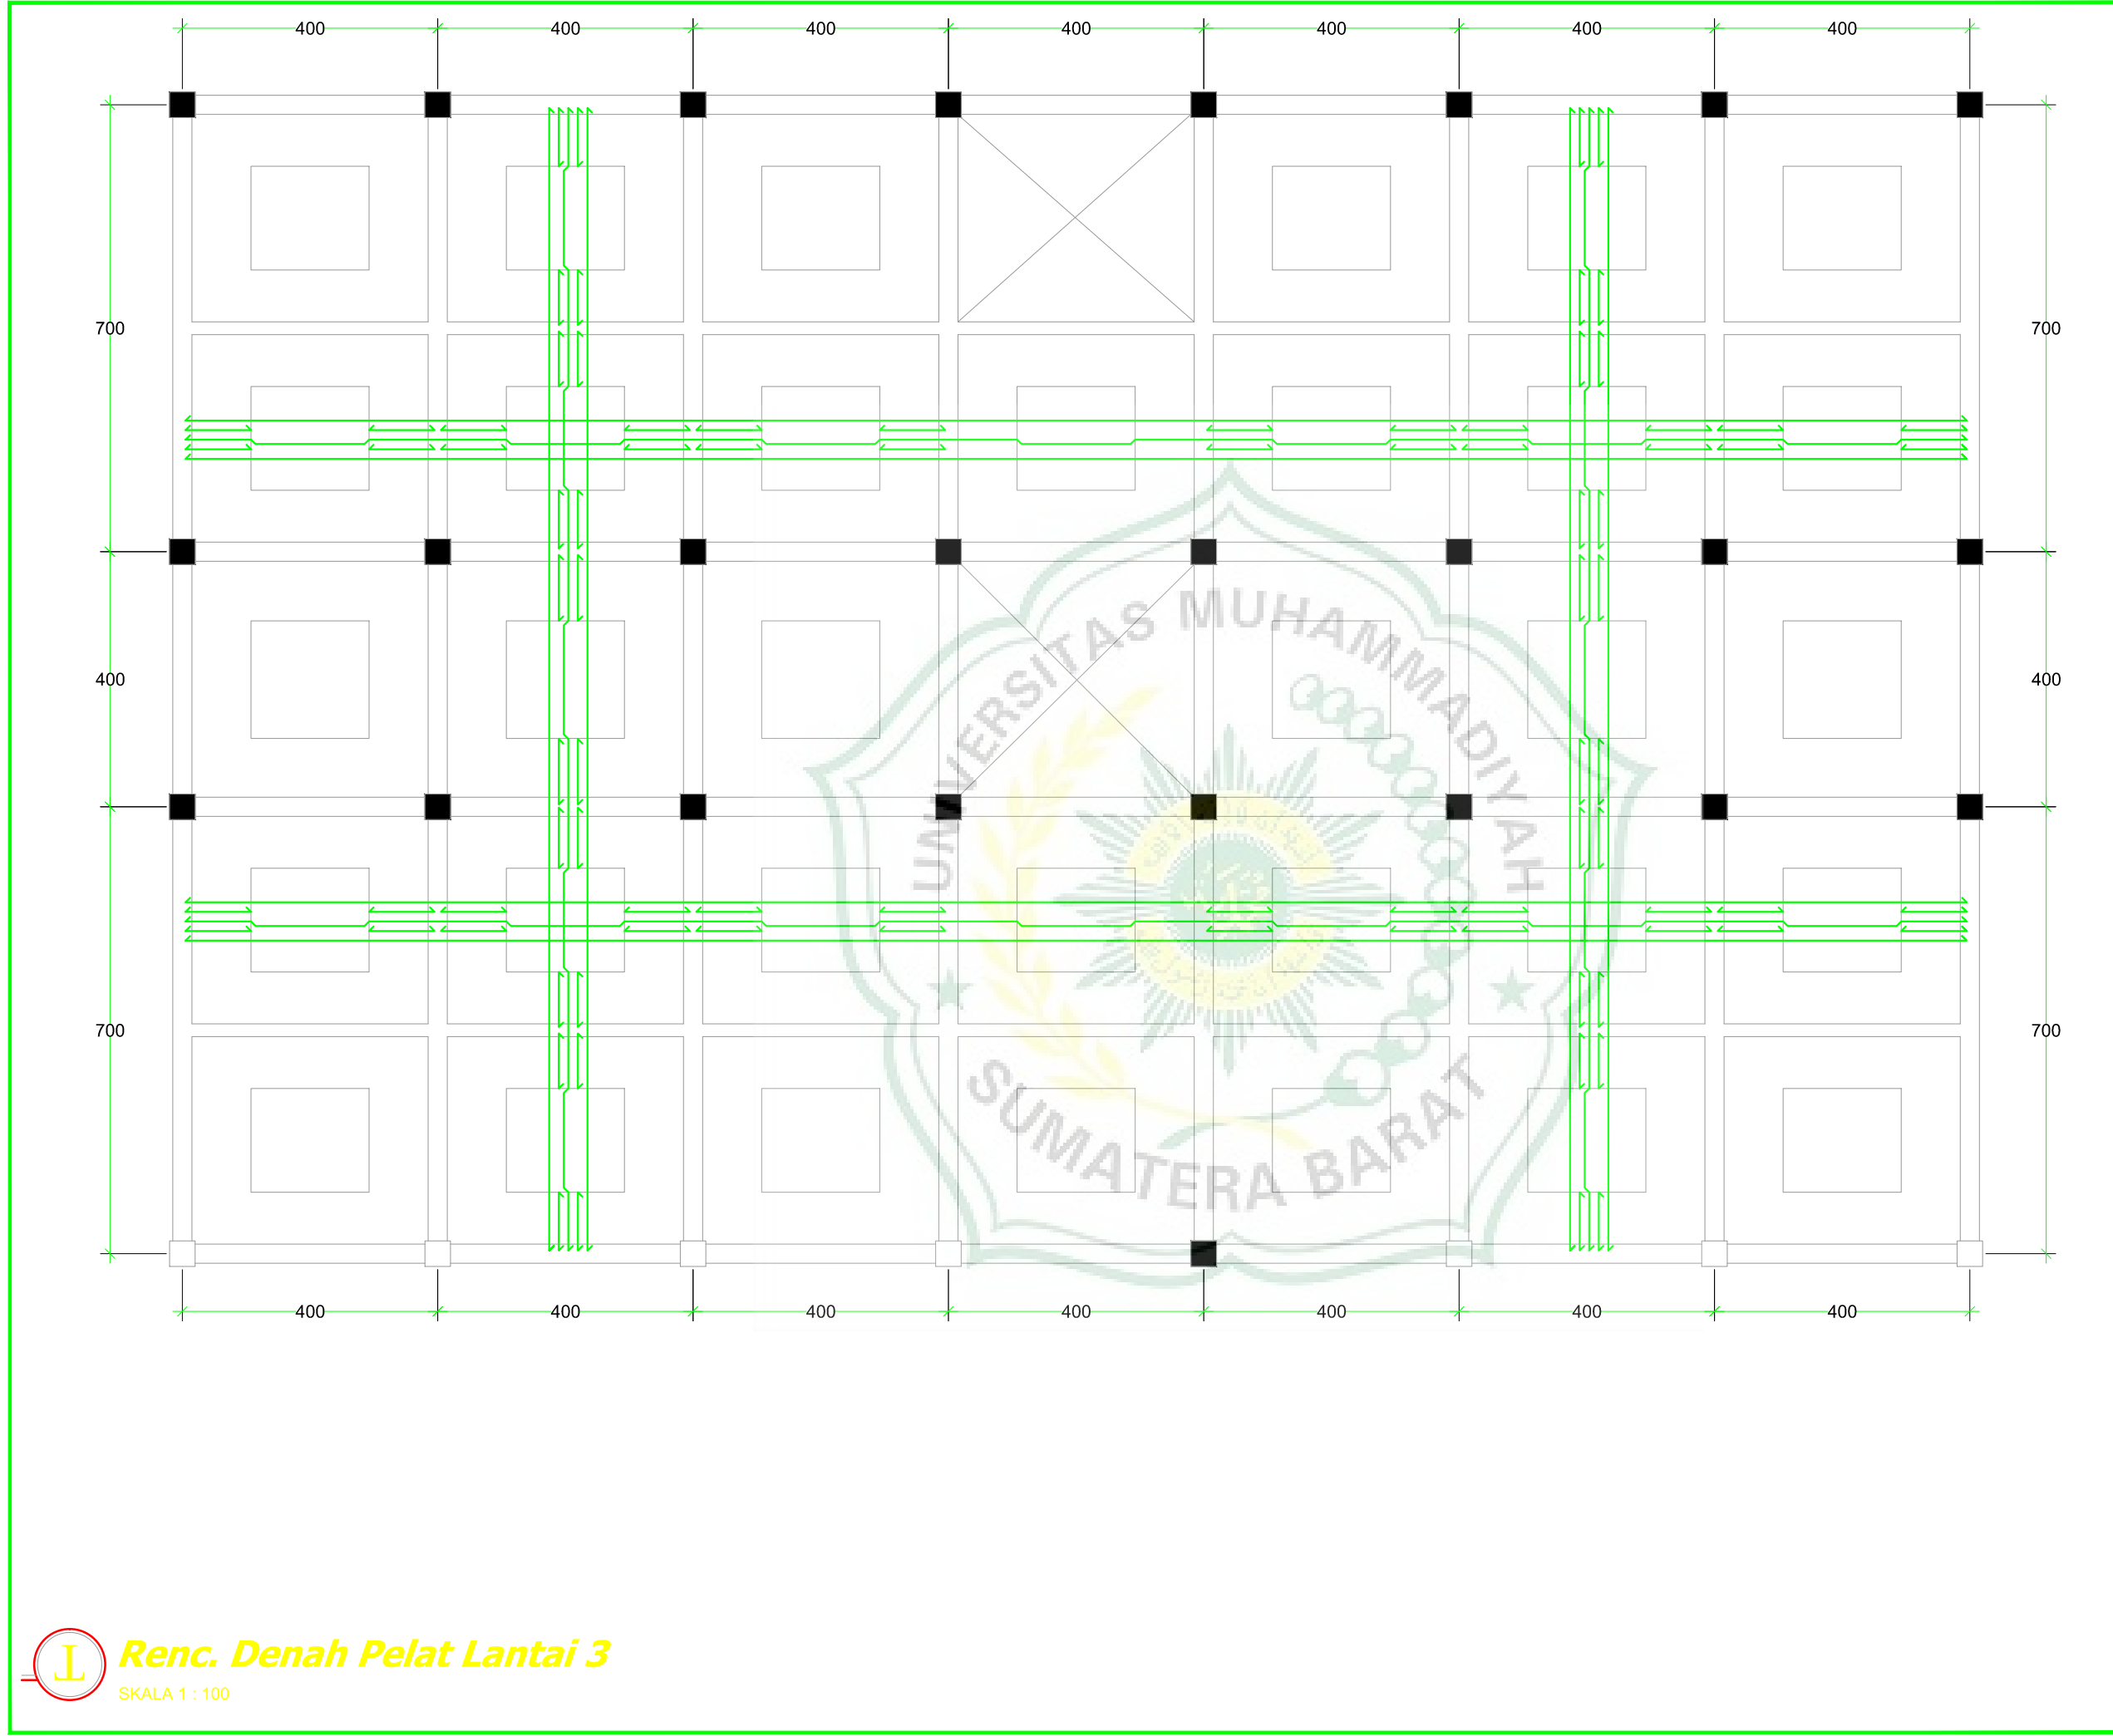 400 400 400 400 400 400 400
700 700
UNIVERSITAS MUHAMMADIYAH
400 400
700 700
SUMATERA BARAT
400 400 400 400 400 400 400
Renc. Denah Pelat Lantai 3
SKALA 1 : 100